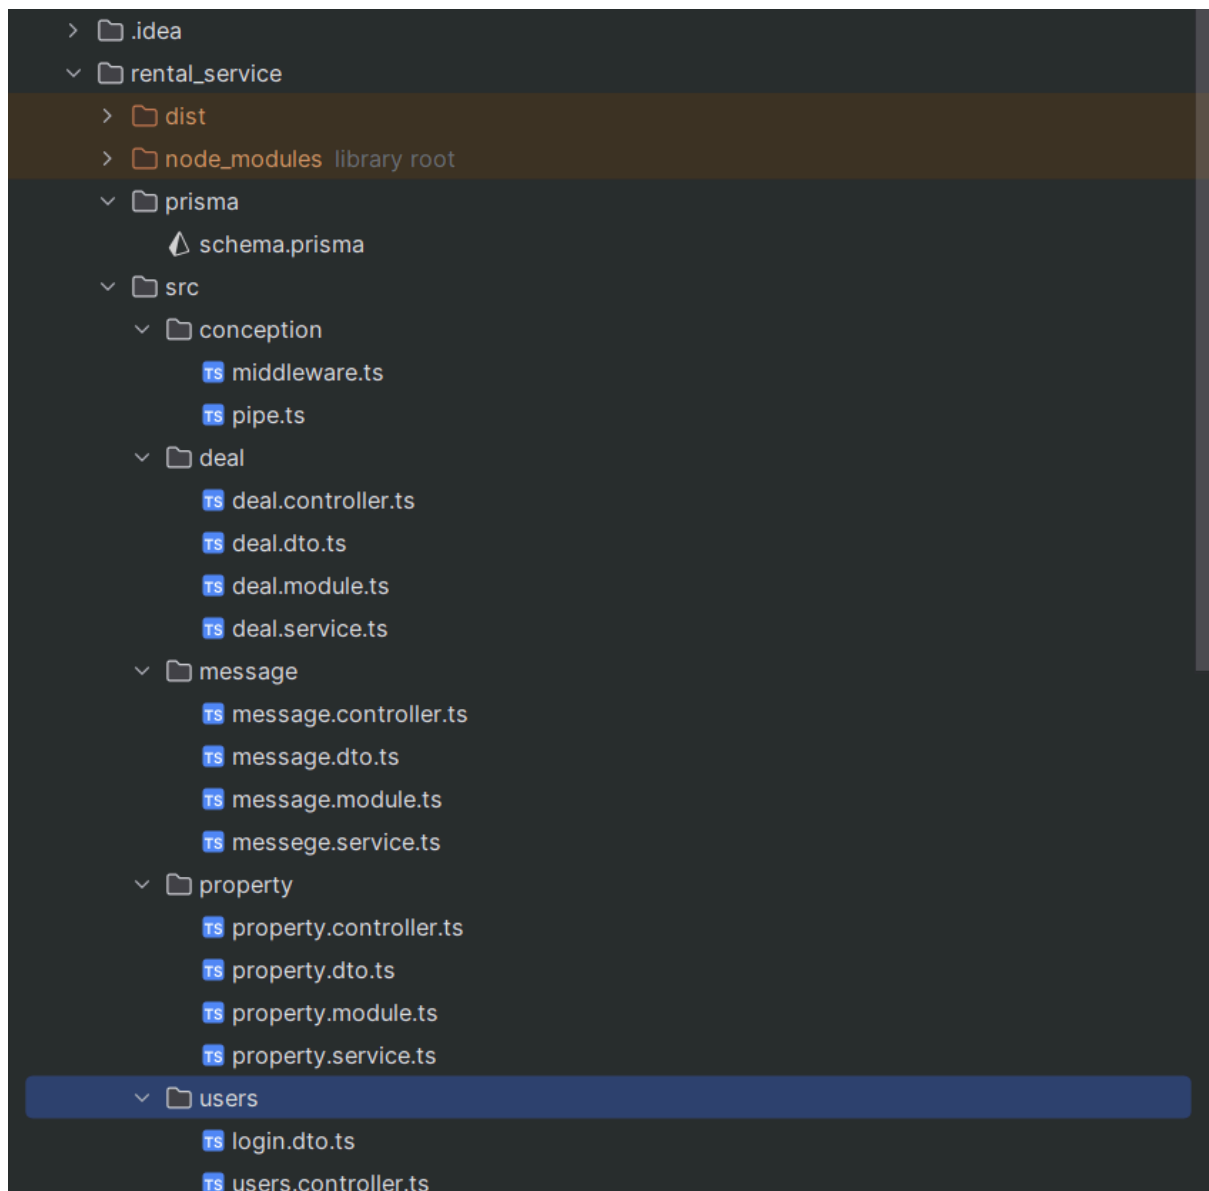 .idea
rental_service
dist
node_modules library root
prisma
schema.prisma
src
conception
TS middleware.ts
TS pipe.ts
deal
TS deal.controller.ts
TS deal.dto.ts
TS deal.module.ts
TS deal.service.ts
message
TS message.controller.ts
TS message.dto.ts
TS message.module.ts
TS messege.service.ts
property
TS property.controller.ts
TS property.dto.ts
TS property.module.ts
TS property.service.ts
users
TS login.dto.ts
TS users.controller.ts